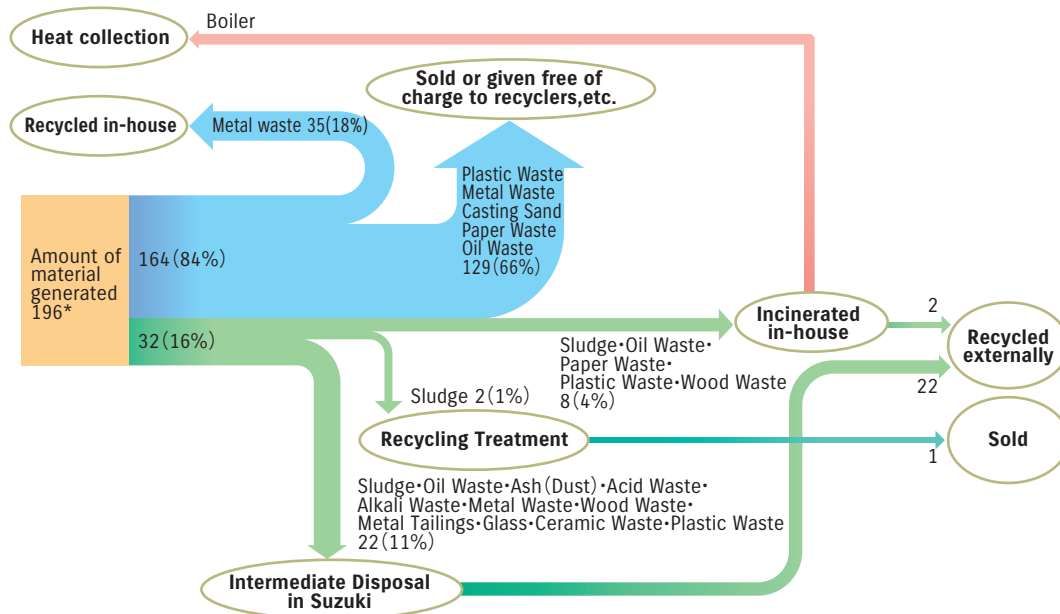 Boiler
Heat collection
Sold or given free of
charge to recyclers,etc.
Recycled in-house
Metal waste 35(18%)
Plastic Waste
Metal Waste
Casting Sand
Paper Waste
Oil Waste
129(66%)
Amount of
material
generated
196*
164(84%)
32(16%)
Incinerated
in-house
2
Recycled
externally
22
Sludge･Oil Waste･
Paper Waste･
Plastic Waste･Wood Waste
8(4%)
Sludge 2(1%)
Recycling Treatment
Sold
1
Sludge･Oil Waste･Ash(Dust)･Acid Waste･
Alkali Waste･Metal Waste･Wood Waste･
Metal Tailings･Glass･Ceramic Waste･Plastic Waste
22(11%)
Intermediate Disposal
in Suzuki